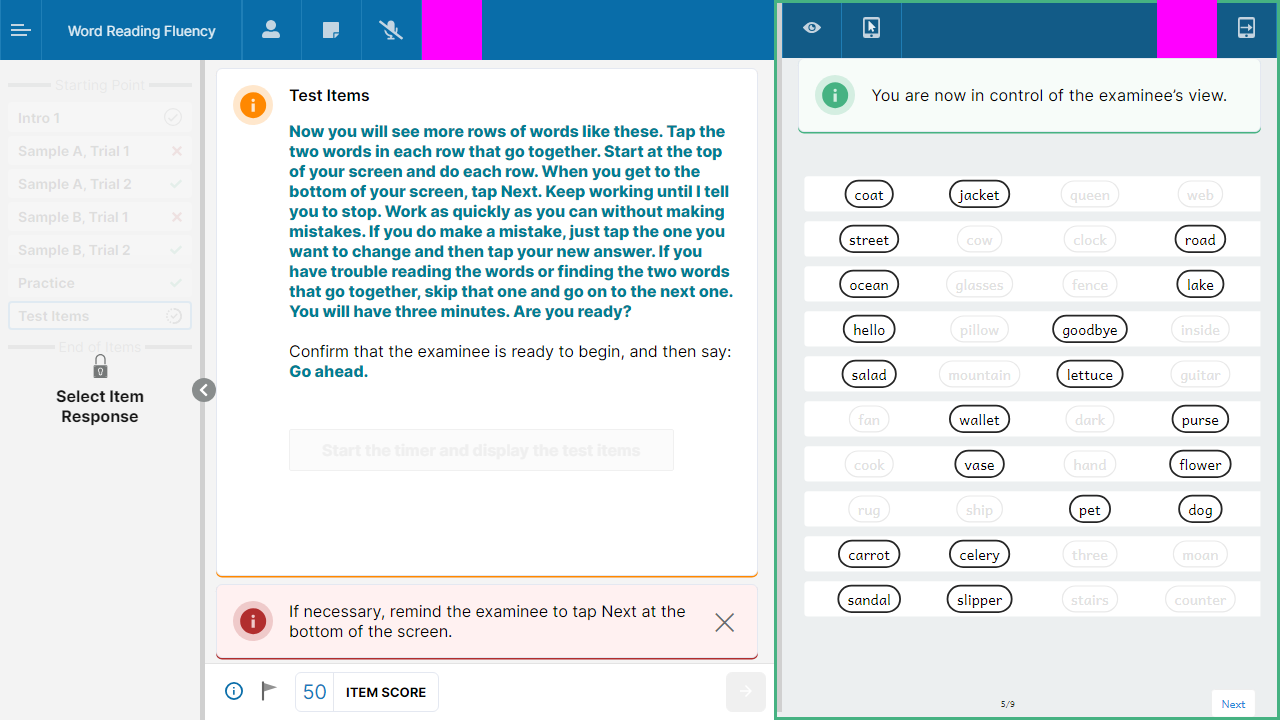 Word Reading Fluency
Starting Point
Intro 1
Sample A, Trial 1
Sample A, Trial 2
Sample B, Trial 1
Sample B, Trial 2
Practice
Test Items
End of Items
Select Item
Response
Test Items
Now you will see more rows of words like these. Tap the
two words in each row that go together. Start at the top
of your screen and do each row. When you get to the
bottom of your screen, tap Next. Keep working until I tell
you to stop. Work as quickly as you can without making
mistakes. If you do make a mistake, just tap the one you
want to change and then tap your new answer. If you
have trouble reading the words or finding the two words
that go together, skip that one and go on to the next one.
You will have three minutes. Are you ready?
Confirm that the examinee is ready to begin, and then say:
Go ahead.
Start the timer and display the test items
If necessary, remind the examinee to tap Next at the
bottom of the screen.
50 ITEM SCORE
You are now in control of the examinee's view.
coat jacket queen web
street cow clock road
ocean glasses fence lake
hello pillow goodbye inside
salad mountain lettuce guitar
fan wallet dark purse
cook vase hand flower
rug ship pet dog
carrot celery three moan
sandal slipper stairs counter
5/9
Next